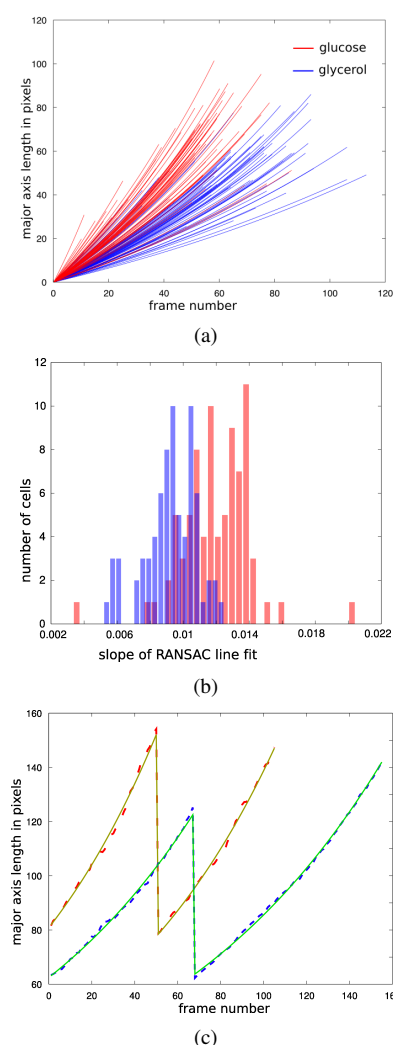 120
100
80
60
40
20
0
major axis length in pixels
glucose
glycerol
0 20 40 60 80 100 120
frame number
(a)
12
10
8
6
4
2
0
number of cells
0.002 0.006 0.01 0.014 0.018 0.022
slope of RANSAC line fit
(b)
160
140
120
100
80
60
major axis length in pixels
0 20 40 60 80 100 120 140 16
frame number
(c)